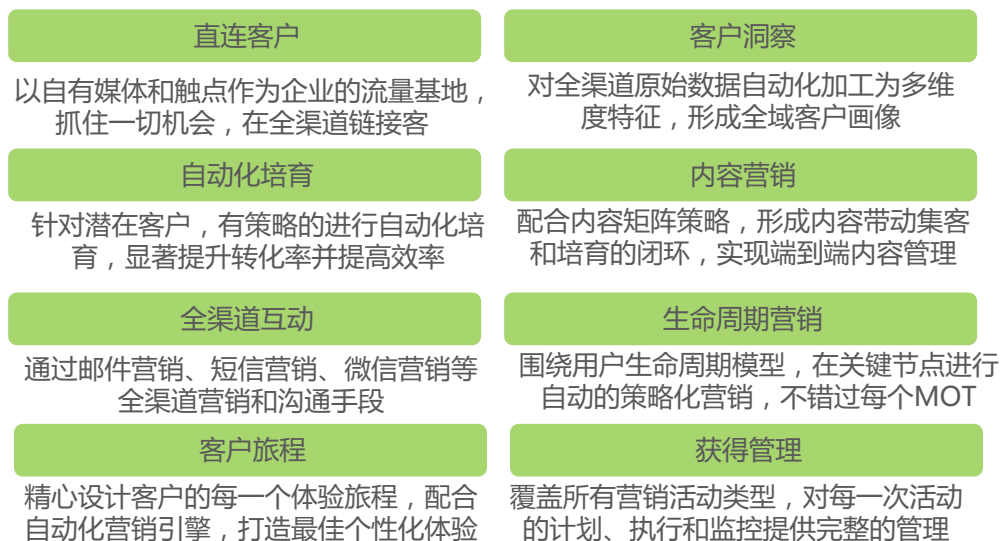 直连客户
以自有媒体和触点作为企业的流量基地，
抓住一切机会，在全渠道链接客
客户洞察
对全渠道原始数据自动化加工为多维
度特征，形成全域客户画像
自动化培育
针对潜在客户，有策略的进行自动化培
育，显著提升转化率并提高效率
内容营销
配合内容矩阵策略，形成内容带动集客
和培育的闭环，实现端到端内容管理
全渠道互动
通过邮件营销、短信营销、微信营销等
全渠道营销和沟通手段
生命周期营销
围绕用户生命周期模型，在关键节点进行
自动的策略化营销，不错过每个MOT
客户旅程
精心设计客户的每一个体验旅程，配合
自动化营销引擎，打造最佳个性化体验
获得管理
覆盖所有营销活动类型，对每一次活动
的计划、执行和监控提供完整的管理